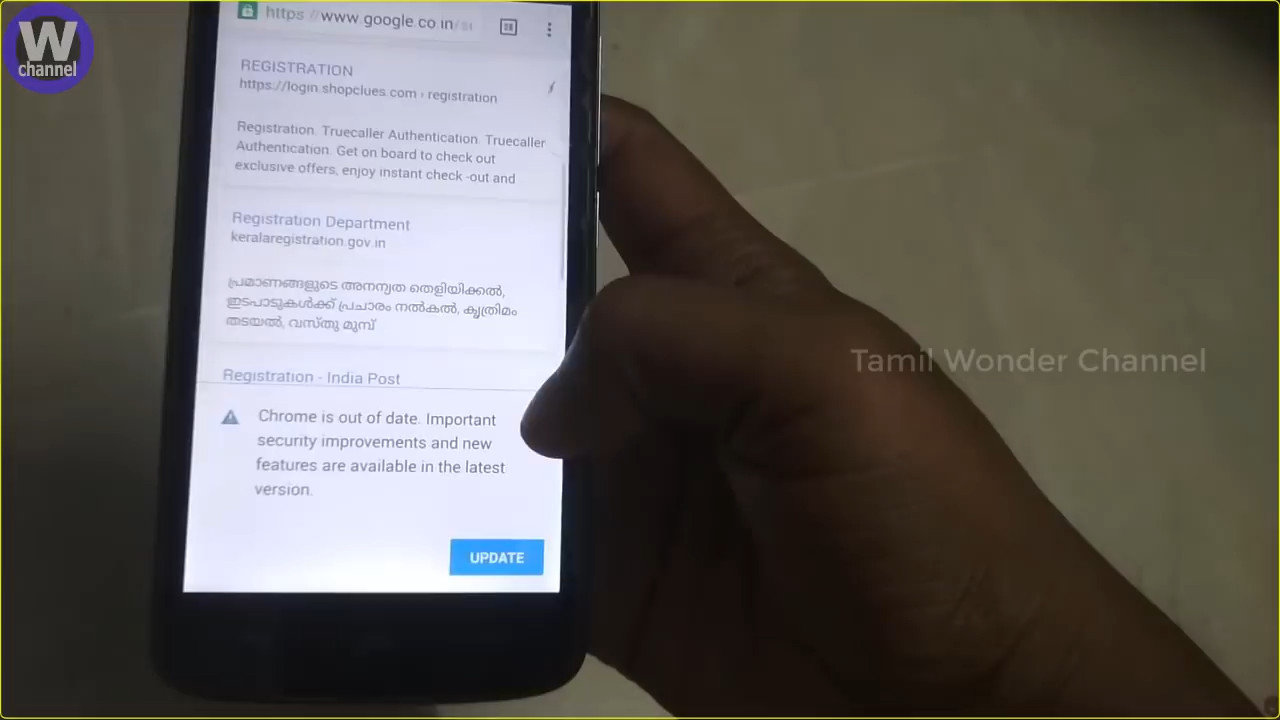 W
channel
https://www.google.co.in/
28
REGISTRATION
https://login.shopclues.com › registration
Registration. Truecaller Authentication. Truecaller
Authentication. Get on board to check out
exclusive offers, enjoy instant check -out and
Registration Department
keralaregistration.gov.in
പ്രമാണങ്ങളുടെ അനന്യത തെളിയിക്കൽ,
ഇടപാടുകൾക്ക് പ്രചാരം നൽകൽ, കൃത്രിമം
തടയൽ, വസ്തു മുമ്പ്
Registration - India Post
Chrome is out of date. Important
security improvements and new
features are available in the latest
version.
UPDATE
Tamil Wonder Channel